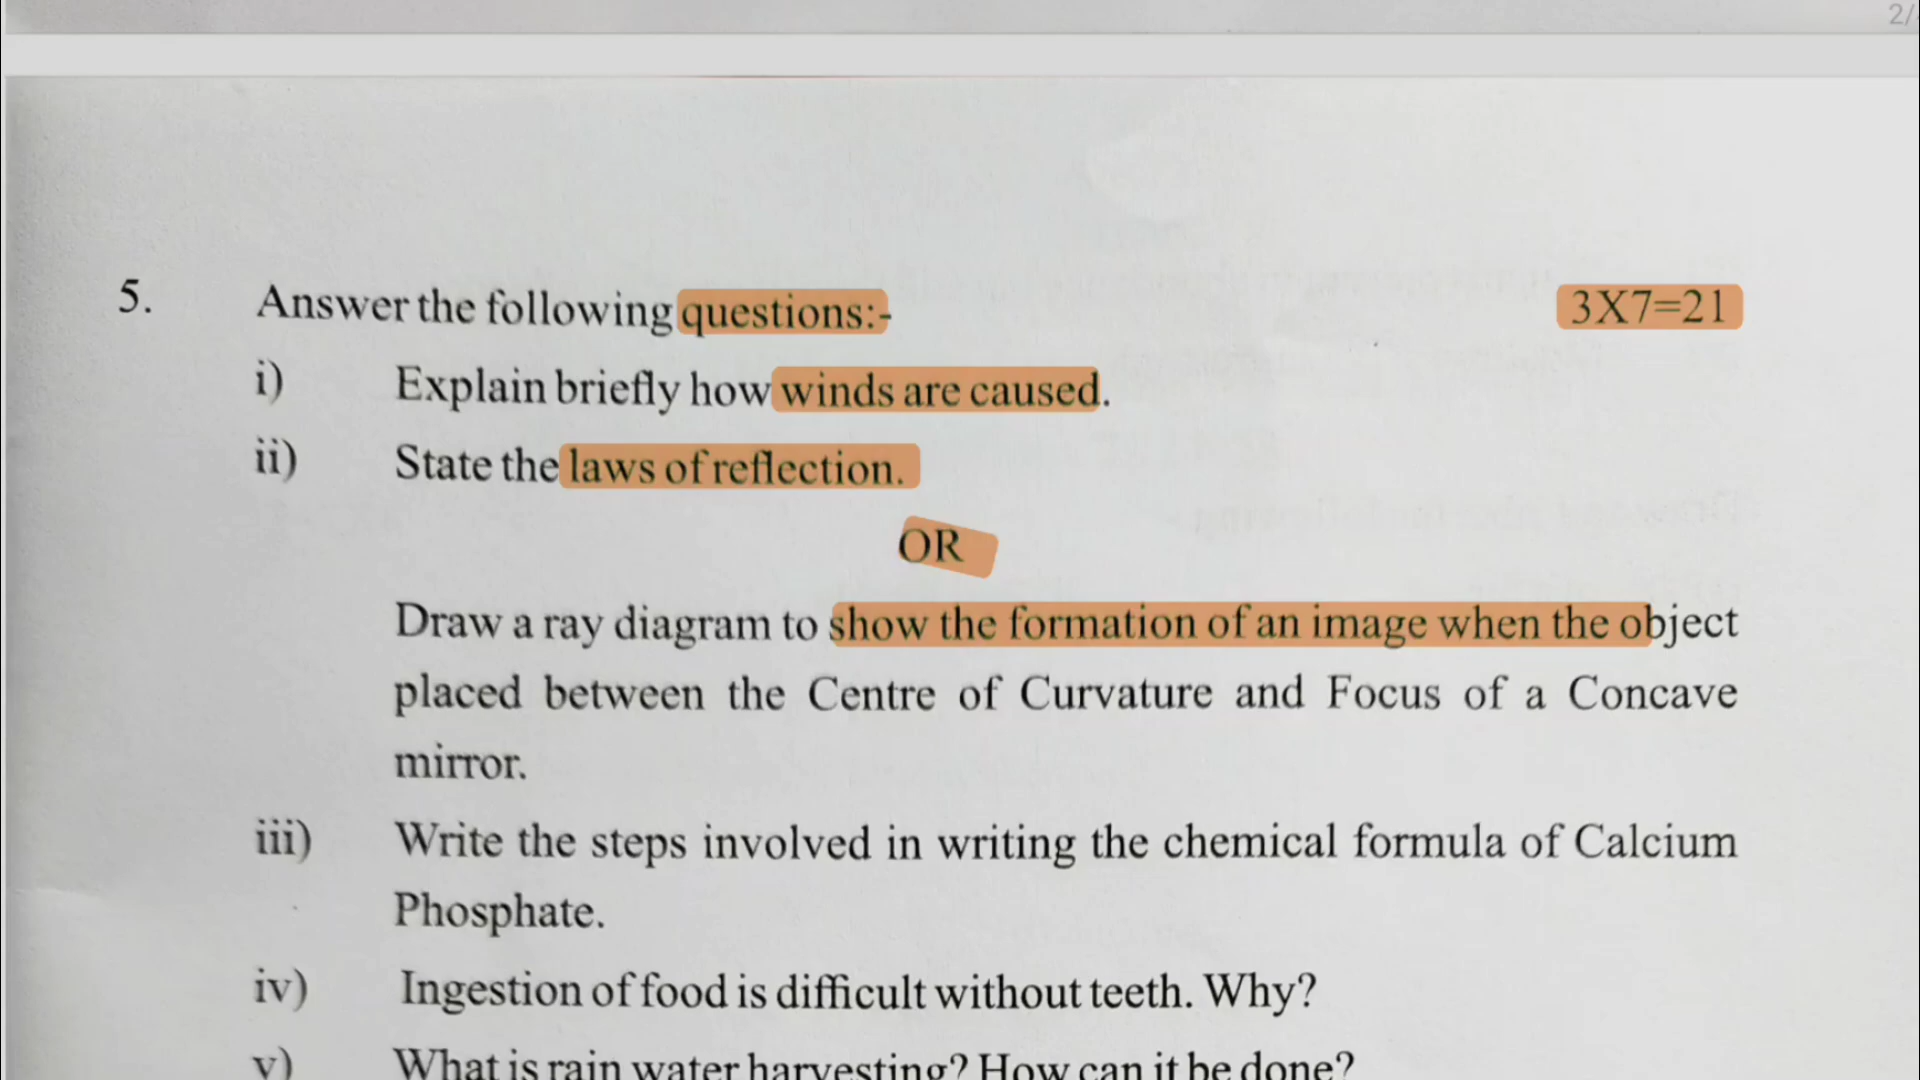 2/
5. Answer the following questions:- 3X7=21
i) Explain briefly how winds are caused.
ii) State the laws of reflection.
OR
Draw a ray diagram to show the formation of an image when the object
placed between the Centre of Curvature and Focus of a Concave
mirror.
iii) Write the steps involved in writing the chemical formula of Calcium
Phosphate.
iv) Ingestion of food is difficult without teeth. Why?
v) What is rain water harvesting? How can it be done?